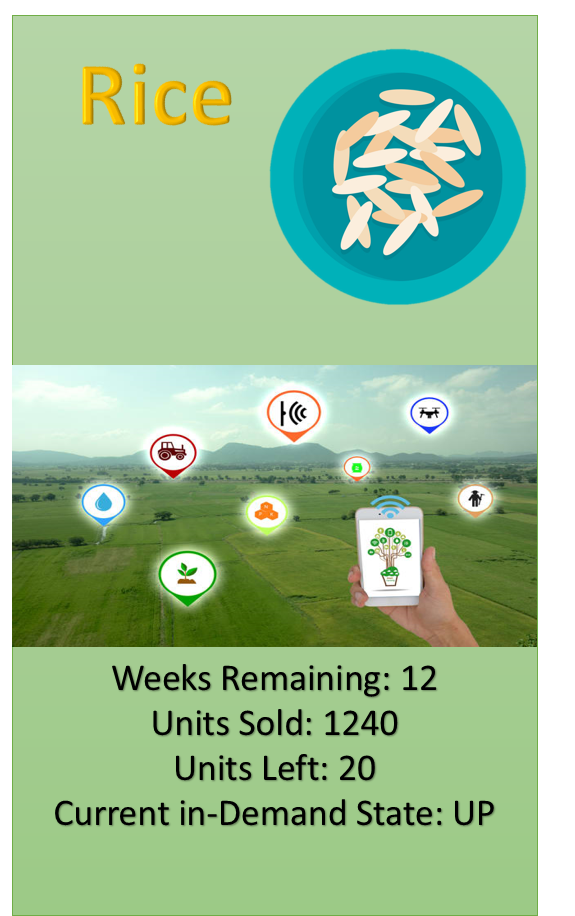 Rice
Weeks Remaining: 12
Units Sold: 1240
Units Left: 20
Current in-Demand State: UP